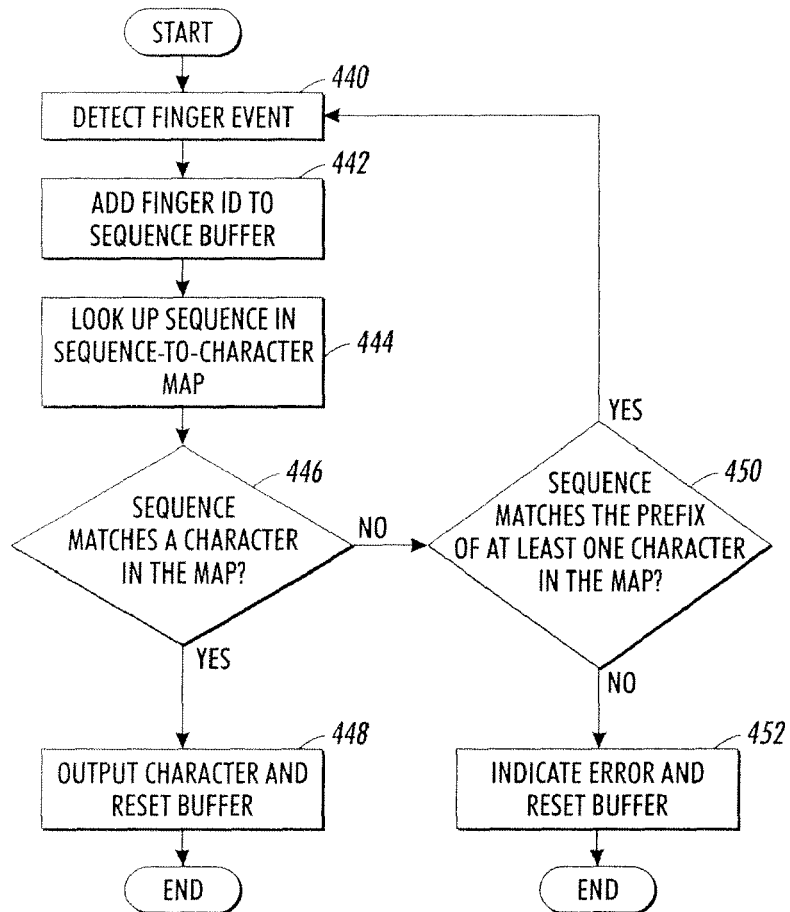 START
440
DETECT FINGER EVENT
442
ADD FINGER ID TO
SEQUENCE BUFFER
LOOK UP SEQUENCE IN
SEQUENCE-TO-CHARACTER
MAP
444
446
SEQUENCE
MATCHES A CHARACTER
IN THE MAP?
NO
YES
YES
450
SEQUENCE
MATCHES THE PREFIX
OF AT LEAST ONE CHARACTER
IN THE MAP?
NO
448
OUTPUT CHARACTER AND
RESET BUFFER
END
452
INDICATE ERROR AND
RESET BUFFER
END